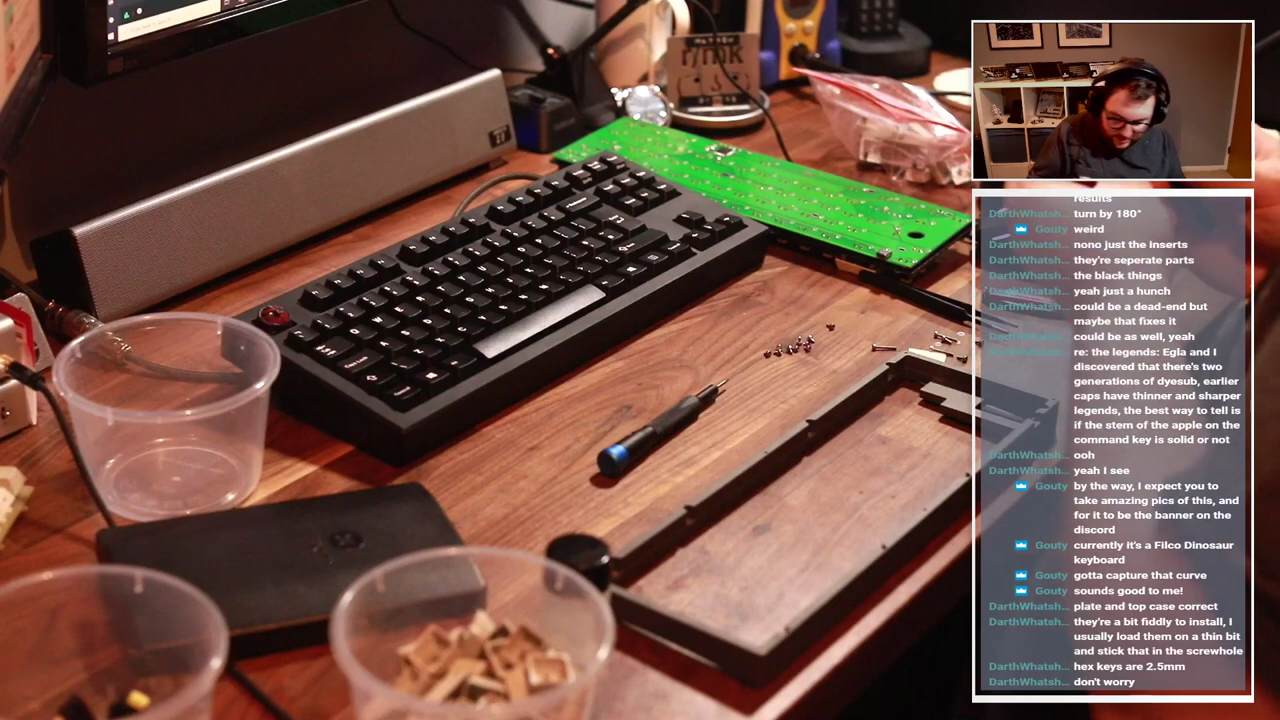 r/mk
results
DarthWhatsh... turn by 180°
Gouty weird
DarthWhatsh... nono just the inserts
DarthWhatsh... they're seperate parts
DarthWhatsh... the black things
DarthWhatsh... yeah just a hunch
DarthWhatsh... could be a dead-end but
maybe that fixes it
DarthWhatsh... could be as well, yeah
DarthWhatsh... re: the legends: Egla and I
discovered that there's two
generations of dyesub, earlier
caps have thinner and sharper
legends, the best way to tell is
if the stem of the apple on the
command key is solid or not
DarthWhatsh... ooh
DarthWhatsh... yeah I see
Gouty by the way, I expect you to
take amazing pics of this, and
for it to be the banner on the
discord
Gouty currently it's a Filco Dinosaur
keyboard
Gouty gotta capture that curve
Gouty sounds good to me!
DarthWhatsh... plate and top case correct
DarthWhatsh... they're a bit fiddly to install, I
usually load them on a thin bit
and stick that in the screwhole
DarthWhatsh... hex keys are 2.5mm
DarthWhatsh... don't worry